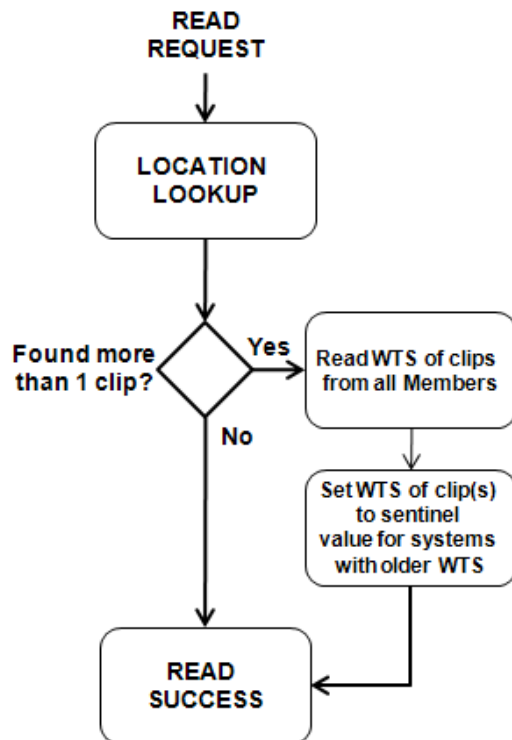 READ
REQUEST
LOCATION
LOOKUP
Found more
than 1 clip?
Yes
Read WTS of clips
from all Members
No
Set WTS of clip(s)
to sentinel
value for systems
with older WTS
READ
SUCCESS